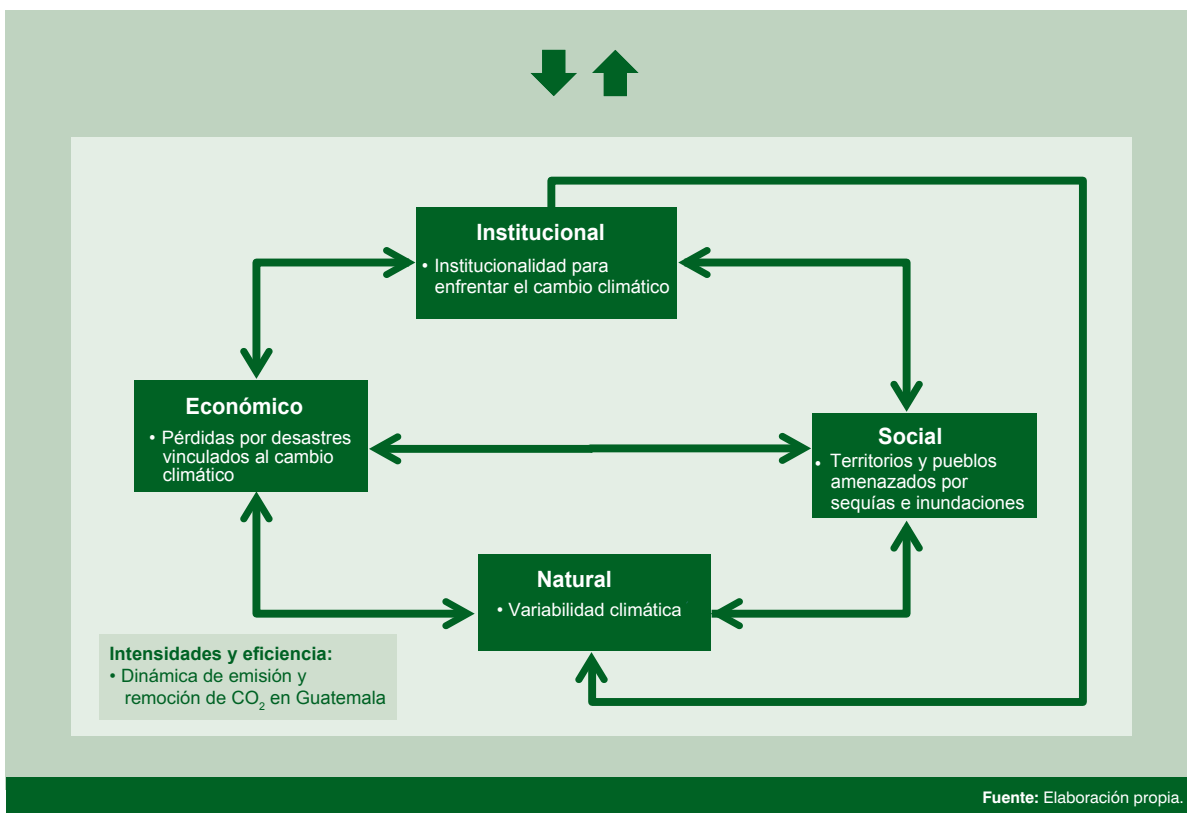 Institucional
• Institucionalidad para
enfrentar el cambio climático
Económico
• Pérdidas por desastres
vinculados al cambio
climático
Social
• Territorios y pueblos
amenazados por
sequías e inundaciones
Natural
• Variabilidad climática
Intensidades y eficiencia:
• Dinámica de emisión y
remoción de CO₂ en Guatemala
Fuente: Elaboración propia.